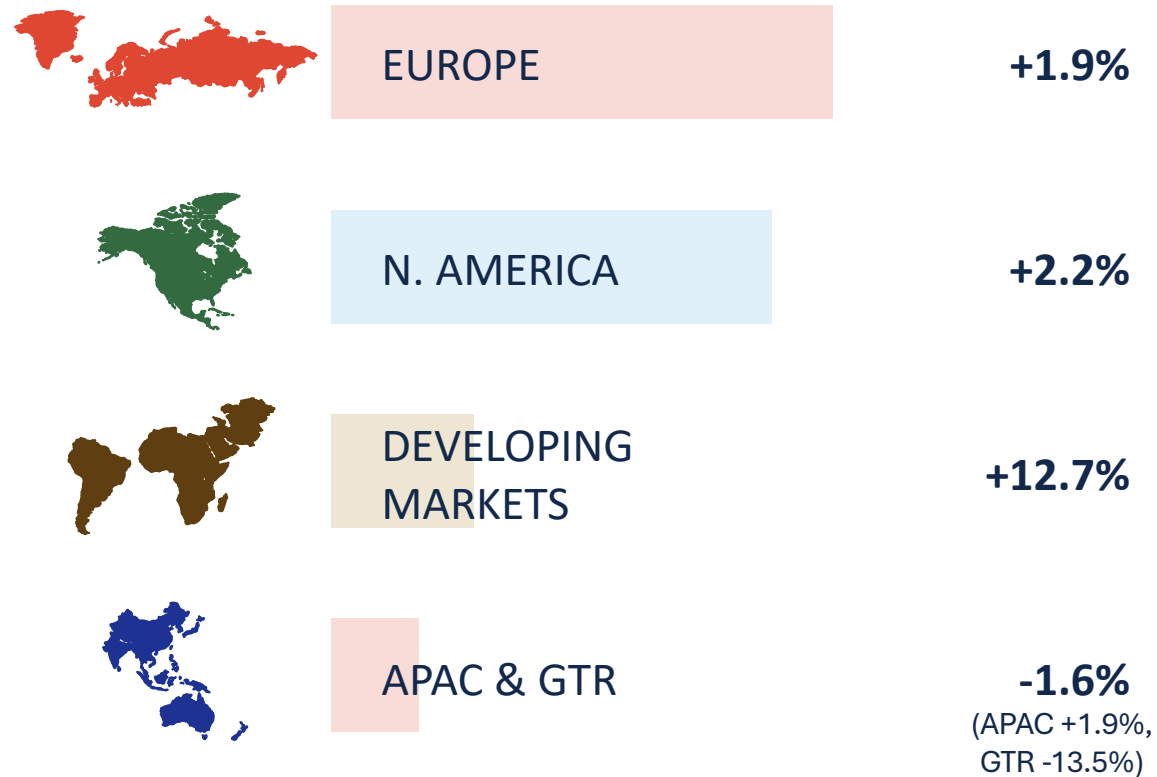 EUROPE
+1.9%
N. AMERICA
+2.2%
DEVELOPING
MARKETS
+12.7%
APAC & GTR
-1.6%
(APAC +1.9%,
GTR -13.5%)